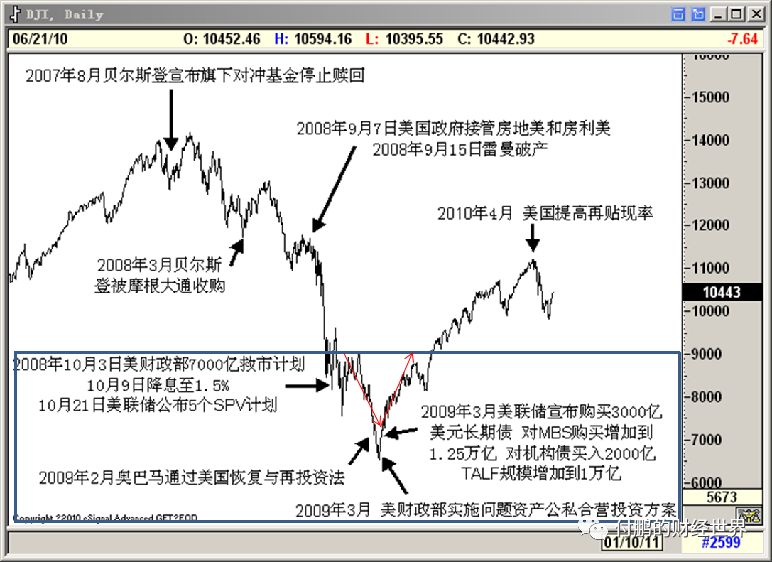 DJI, Daily
06/21/10 O: 10452.46 H: 10594.16 L: 10395.55 C: 10442.93 -7.64
2007年8月贝尔斯登宣布旗下对冲基金停止赎回
2008年9月7日美国政府接管房地美和房利美
2008年9月15日雷曼破产
2010年4月 美国提高再贴现率
2008年3月贝尔斯
登被摩根大通收购
2008年10月3日美财政部7000亿救市计划
10月9日降息至1.5%
10月21日美联储公布5个SPV计划
2009年3月美联储宣布购买3000亿
美元长期债 对MBS购买增加到
1.25万亿 对机构债买入2000亿
TALF规模增加到1万亿
2009年2月奥巴马通过美国恢复与再投资法
2009年3月 美财政部实施问题资产公私合营投资方案
16000
15000
14000
13000
12000
11000
10443
10000
9000
8000
7000
6000
5673
Copyright ©2010 eSignal Advanced GET2EOD
付鹏的财经世界
01/10/11 #2599